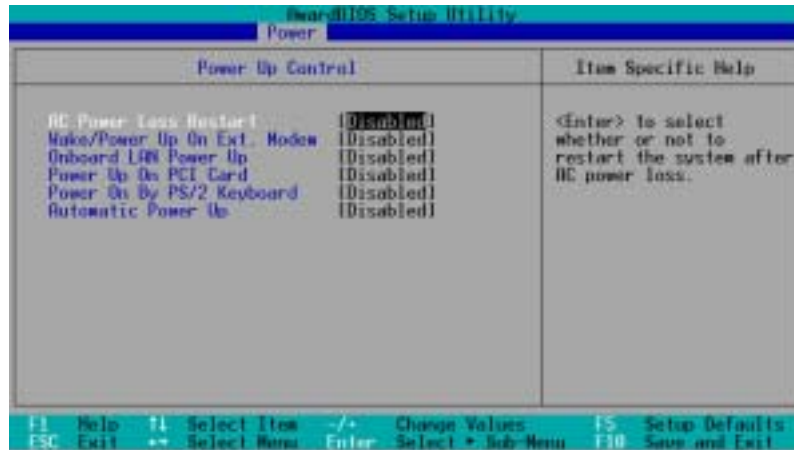 AwardBIOS Setup Utility
Power
Power Up Control
Item Specific Help
AC Power Loss Restart [Disabled]
Wake/Power Up On Ext. Modem [Disabled]
Onboard LAN Power Up [Disabled]
Power Up On PCI Card [Disabled]
Power On By PS/2 Keyboard [Disabled]
Automatic Power Up [Disabled]
<Enter> to select
whether or not to
restart the system after
AC power loss.
F1 Help ↑↓ Select Item -/+ Change Values F5 Setup Defaults
ESC Exit ←→ Select Menu Enter Select ▸ Sub-Menu F10 Save and Exit